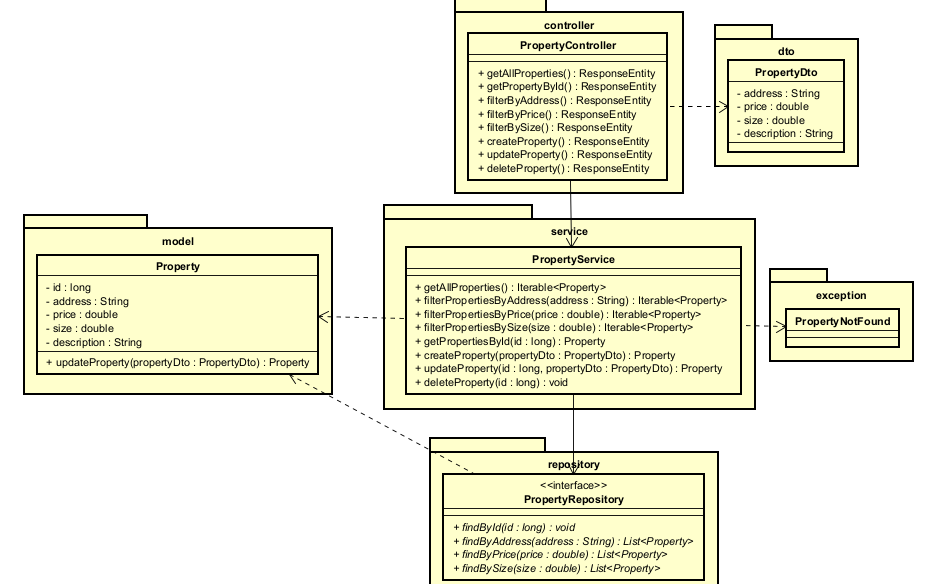 controller
PropertyController
+ getAllProperties() : ResponseEntity
+ getPropertyById() : ResponseEntity
+ filterByAddress() : ResponseEntity
+ filterByPrice() : ResponseEntity
+ filterBySize() : ResponseEntity
+ createProperty() : ResponseEntity
+ updateProperty() : ResponseEntity
+ deleteProperty() : ResponseEntity
dto
PropertyDto
- address : String
- price : double
- size : double
- description : String
model
Property
- id : long
- address : String
- price : double
- size : double
- description : String
+ updateProperty(propertyDto : PropertyDto) : Property
service
PropertyService
+ getAllProperties() : Iterable<Property>
+ filterPropertiesByAddress(address : String) : Iterable<Property>
+ filterPropertiesByPrice(price : double) : Iterable<Property>
+ filterPropertiesBySize(size : double) : Iterable<Property>
+ getPropertiesById(id : long) : Property
+ createProperty(propertyDto : PropertyDto) : Property
+ updateProperty(id : long, propertyDto : PropertyDto) : Property
+ deleteProperty(id : long) : void
exception
PropertyNotFound
repository
<<interface>>
PropertyRepository
+ findById(id : long) : void
+ findByAddress(address : String) : List<Property>
+ findByPrice(price : double) : List<Property>
+ findBySize(size : double) : List<Property>